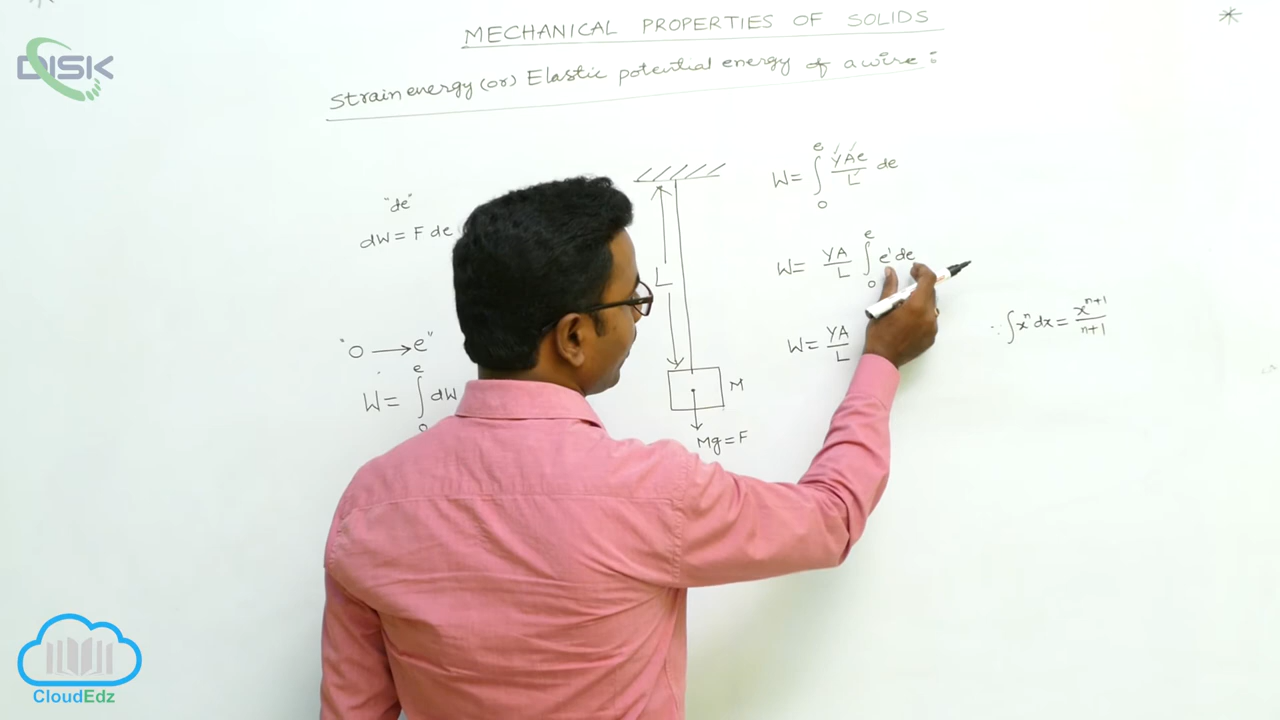 MECHANICAL PROPERTIES OF SOLIDS
Strain energy (or) Elastic potential energy of a wire :
DISK
"de"
dW = F de
"0 → e"
W = ∫₀ᵉ dW
L
M
Mg = F
W = ∫₀ᵉ YAe/L de
W = YA/L ∫₀ᵉ e¹ de
W = YA/L
∵ ∫ xⁿ dx = xⁿ⁺¹/n+1
CloudEdz